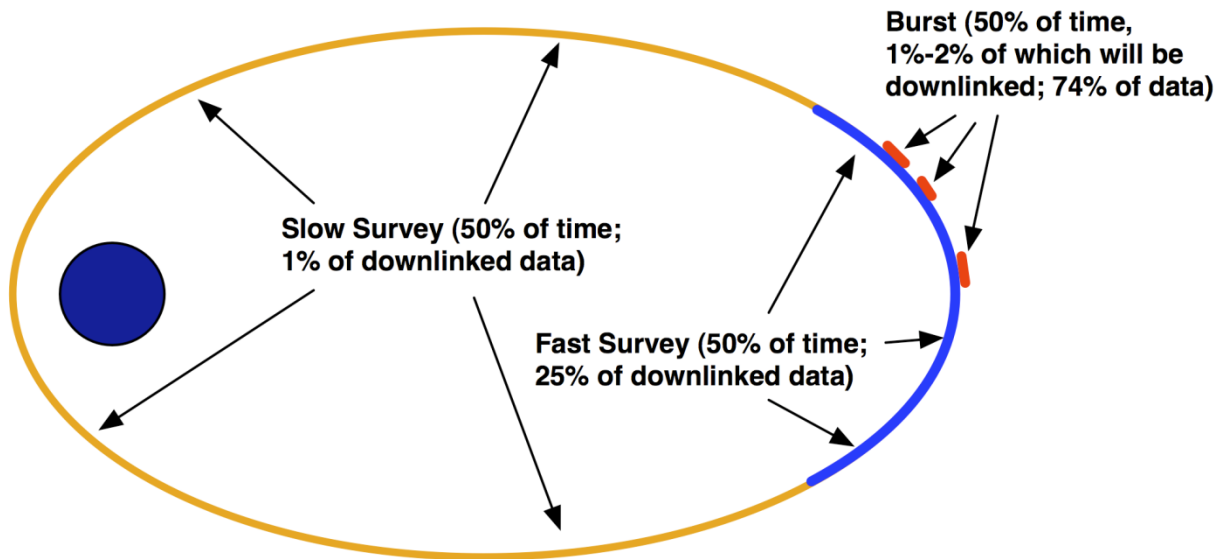 Burst (50% of time,
1%-2% of which will be
downlinked; 74% of data)
Slow Survey (50% of time;
1% of downlinked data)
Fast Survey (50% of time;
25% of downlinked data)